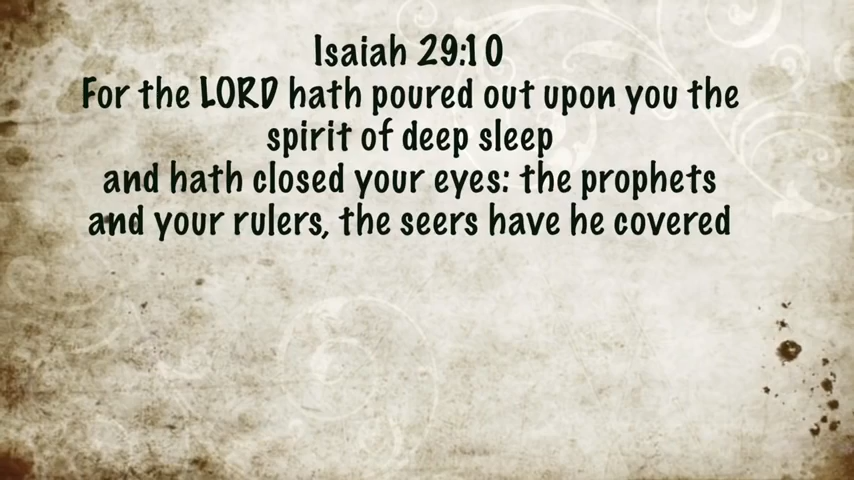 Isaiah 29:10
For the LORD hath poured out upon you the
spirit of deep sleep
and hath closed your eyes: the prophets
and your rulers, the seers have he covered